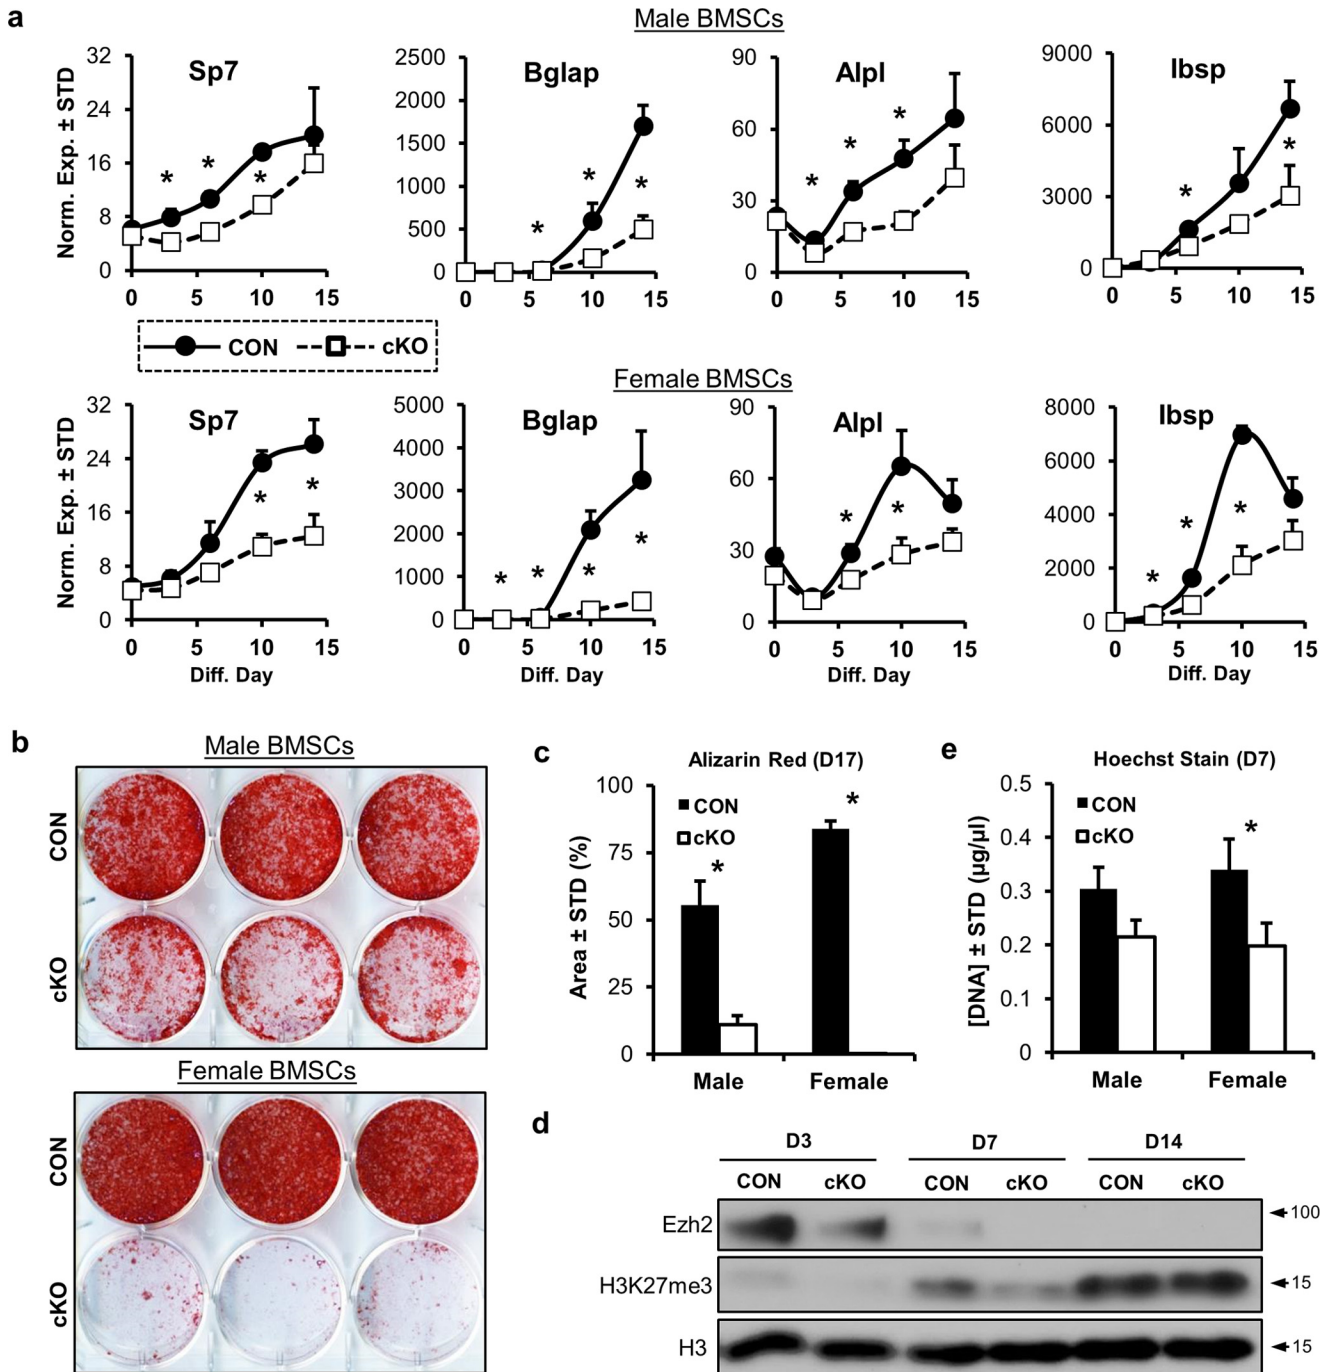 a
Male BMSCs
Norm. Exp. ± STD
Sp7
32
24
16
8
0
0 5 10 15
* * *
Bglap
2500
2000
1500
1000
500
0
0 5 10 15
* * *
Alpl
90
60
30
0
0 5 10 15
* * *
Ibsp
9000
6000
3000
0
0 5 10 15
* *
CON cKO
Female BMSCs
Norm. Exp. ± STD
Sp7
32
24
16
8
0
0 5 10 15
Diff. Day
* *
Bglap
5000
4000
3000
2000
1000
0
0 5 10 15
Diff. Day
* * * *
Alpl
90
60
30
0
0 5 10 15
Diff. Day
* *
Ibsp
8000
6000
4000
2000
0
0 5 10 15
Diff. Day
* * *
b
Male BMSCs
CON
cKO
Female BMSCs
CON
cKO
c
Alizarin Red (D17)
Area ± STD (%)
100
75
50
25
0
CON
cKO
*
*
Male Female
e
Hoechst Stain (D7)
[DNA] ± STD (µg/µl)
0.5
0.4
0.3
0.2
0.1
0
CON
cKO
*
Male Female
d
D3 D7 D14
CON cKO CON cKO CON cKO
Ezh2 100
H3K27me3 15
H3 15